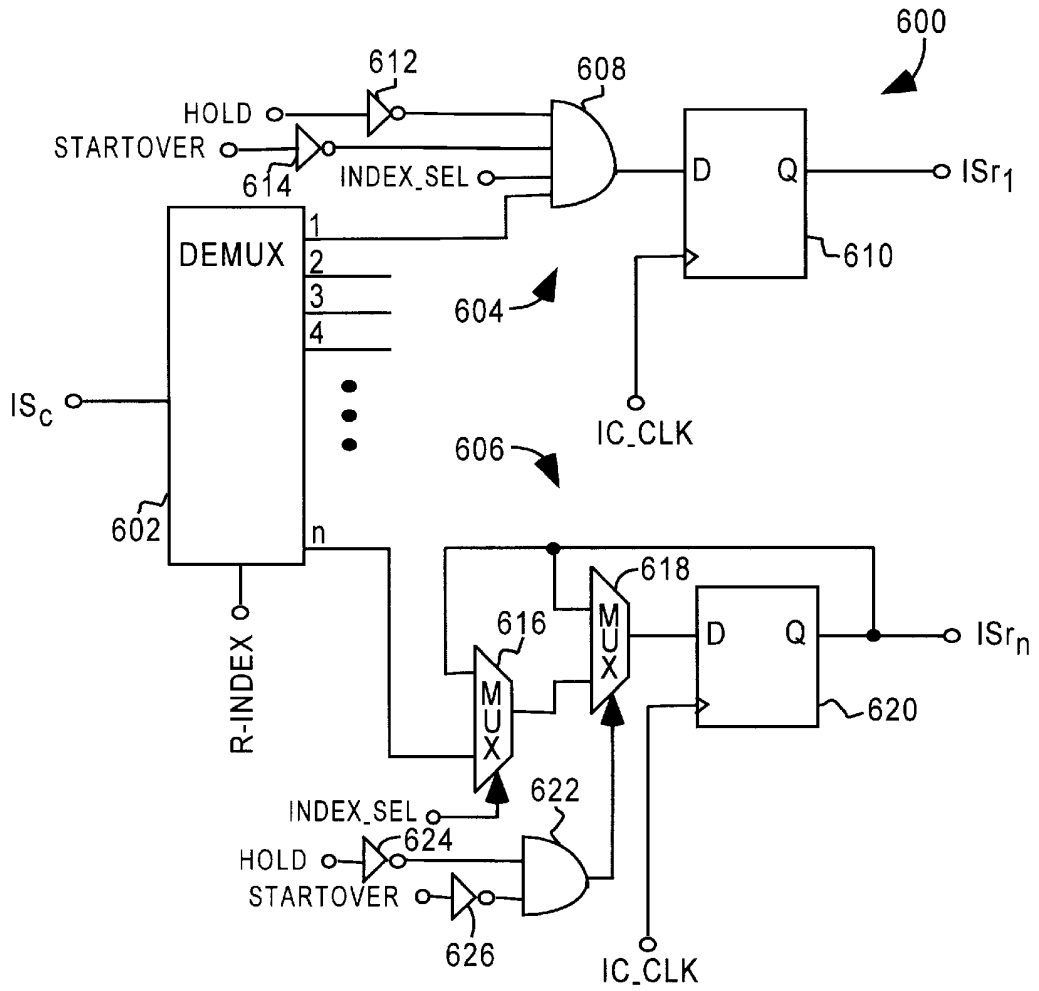 600
612
608
HOLD
STARTOVER
614
INDEX_SEL
D Q
ISr1
610
DEMUX
1
2
3
4
604
ISC
IC_CLK
606
602
n
618
616
MUX
MUX
D Q
ISrn
620
R-INDEX
INDEX_SEL
622
624
HOLD
STARTOVER
626
IC_CLK